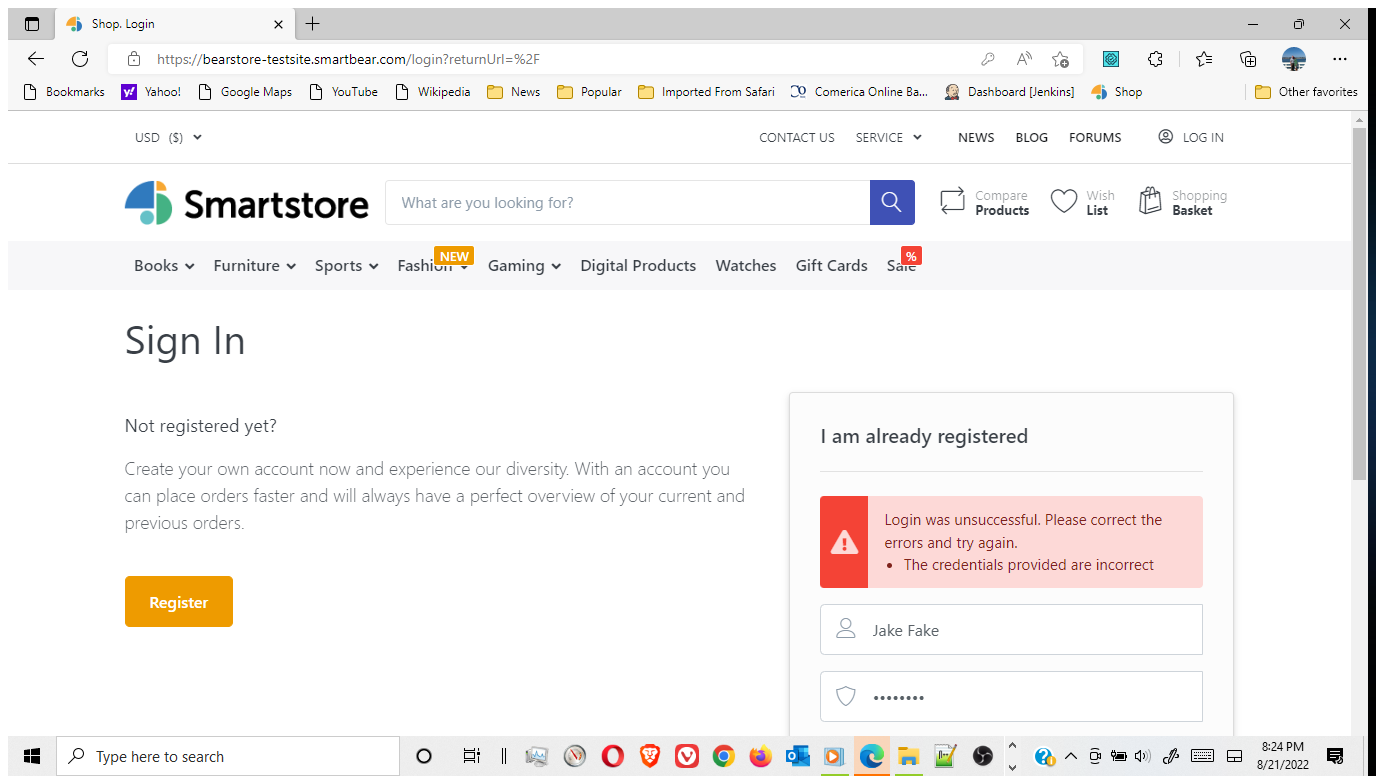 Shop. Login
https://bearstore-testsite.smartbear.com/login?returnUrl=%2F
Bookmarks Yahoo! Google Maps YouTube Wikipedia News Popular Imported From Safari Comerica Online Ba... Dashboard [Jenkins] Shop Other favorites
USD ($) CONTACT US SERVICE NEWS BLOG FORUMS LOG IN
Smartstore What are you looking for? Compare Products Wish List Shopping Basket
NEW %
Books Furniture Sports Fashion Gaming Digital Products Watches Gift Cards Sale
Sign In
Not registered yet?
Create your own account now and experience our diversity. With an account you
can place orders faster and will always have a perfect overview of your current and
previous orders.
Register
I am already registered
Login was unsuccessful. Please correct the
errors and try again.
• The credentials provided are incorrect
Jake Fake
••••••••
Type here to search
8:24 PM
8/21/2022